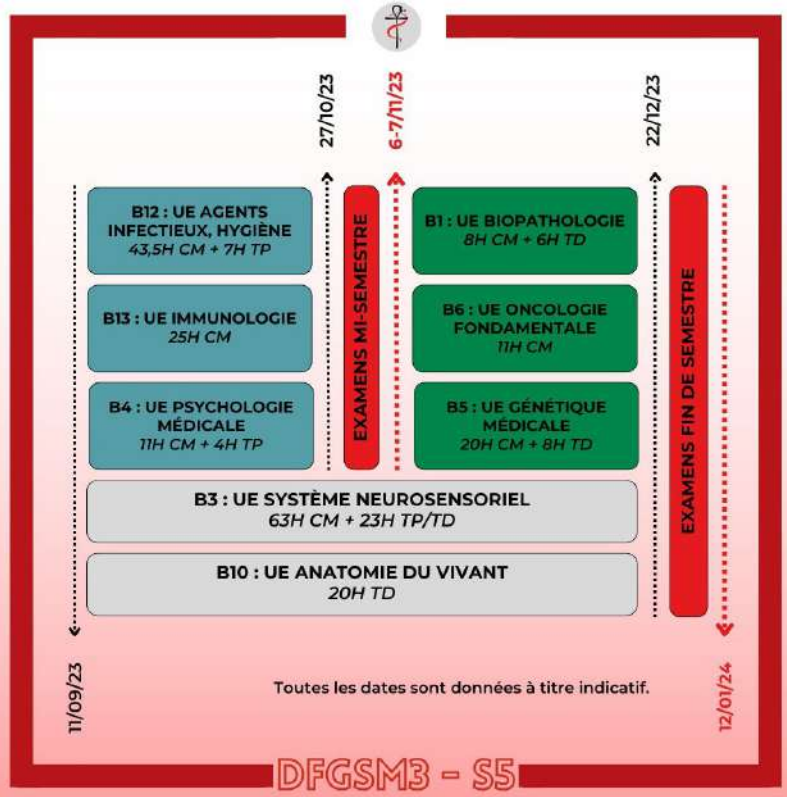 27/10/23
6-7/11/23
22/12/23
B12 : UE AGENTS
INFECTIEUX, HYGIÈNE
43,5H CM + 7H TP
B13 : UE IMMUNOLOGIE
25H CM
B4 : UE PSYCHOLOGIE
MÉDICALE
11H CM + 4H TP
EXAMENS MI-SEMESTRE
B1 : UE BIOPATHOLOGIE
8H CM + 6H TD
B6 : UE ONCOLOGIE
FONDAMENTALE
11H CM
B5 : UE GÉNÉTIQUE
MÉDICALE
20H CM + 8H TD
EXAMENS FIN DE SEMESTRE
B3 : UE SYSTÈME NEUROSENSORIEL
63H CM + 23H TP/TD
B10 : UE ANATOMIE DU VIVANT
20H TD
11/09/23
Toutes les dates sont données à titre indicatif.
12/01/24
DFGSM3 - S5